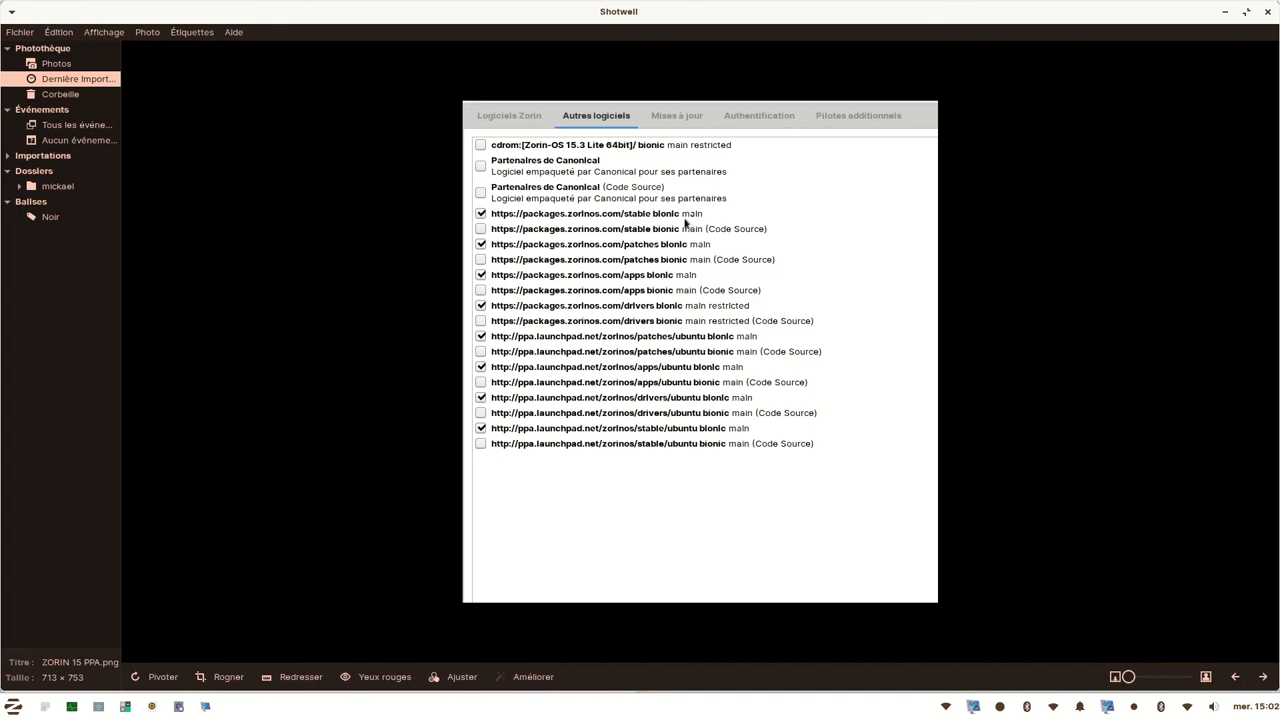 Shotwell
Fichier Édition Affichage Photo Étiquettes Aide
Photothèque
Photos
Dernière import...
Corbeille
Événements
Tous les événe...
Aucun événeme...
Importations
Dossiers
mickael
Balises
Noir
Logiciels Zorin Autres logiciels Mises à jour Authentification Pilotes additionnels
cdrom:[Zorin-OS 15.3 Lite 64bit]/ bionic main restricted
Partenaires de Canonical
Logiciel empaqueté par Canonical pour ses partenaires
Partenaires de Canonical (Code Source)
Logiciel empaqueté par Canonical pour ses partenaires
https://packages.zorinos.com/stable bionic main
https://packages.zorinos.com/stable bionic main (Code Source)
https://packages.zorinos.com/patches bionic main
https://packages.zorinos.com/patches bionic main (Code Source)
https://packages.zorinos.com/apps bionic main
https://packages.zorinos.com/apps bionic main (Code Source)
https://packages.zorinos.com/drivers bionic main restricted
https://packages.zorinos.com/drivers bionic main restricted (Code Source)
http://ppa.launchpad.net/zorinos/patches/ubuntu bionic main
http://ppa.launchpad.net/zorinos/patches/ubuntu bionic main (Code Source)
http://ppa.launchpad.net/zorinos/apps/ubuntu bionic main
http://ppa.launchpad.net/zorinos/apps/ubuntu bionic main (Code Source)
http://ppa.launchpad.net/zorinos/drivers/ubuntu bionic main
http://ppa.launchpad.net/zorinos/drivers/ubuntu bionic main (Code Source)
http://ppa.launchpad.net/zorinos/stable/ubuntu bionic main
http://ppa.launchpad.net/zorinos/stable/ubuntu bionic main (Code Source)
Titre : ZORIN 15 PPA.png
Taille : 713 × 753
Pivoter Rogner Redresser Yeux rouges Ajuster Améliorer
mer. 15:02